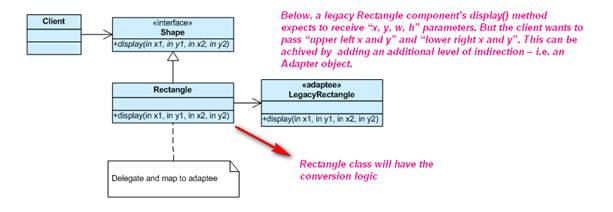 Client
«interface»
Shape
+display(in x1, in y1, in x2, in y2)
Below, a legacy Rectangle component's display() method
expects to receive “x, y, w, h” parameters. But the client wants to
pass “upper left x and y” and “lower right x and y”. This can be
achived by adding an additional level of indirection – i.e. an
Adapter object.
Rectangle
+display(in x1, in y1, in x2, in y2)
«adaptee»
LegacyRectangle
+display(in x1, in y1, in x2, in y2)
Delegate and map to adaptee
Rectangle class will have the
conversion logic